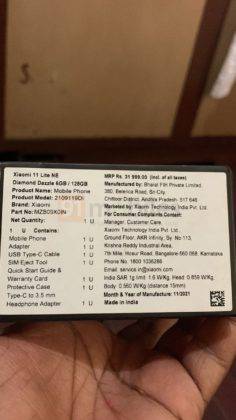 Xiaomi 11 Lite NE
Diamond Dazzle 6GB / 128GB
Product Name: Mobile Phone
Product Model: 2109119DI
Brand: Xiaomi
Part No: MZB0SX0IN
Net Quantity: 1 U
1 U Contains:
Mobile Phone 1 U
Adapter 1 U
USB Type-C Cable 1 U
SIM Eject Tool 1 U
Quick Start Guide &
Warranty Card 1 U
Protective Case 1 U
Type-C to 3.5 mm
Headphone Adapter 1 U
MRP Rs. 31 999.00 (Incl. of all taxes)
Manufactured by: Bharat FIH Private Limited.
380, Belerica Road, Sri City,
Chittoor District, Andhra Pradesh - 517 646
Marketed by: Xiaomi Technology India Pvt. Ltd.
For Consumer Complaints Contact:
Manager, Customer Care
Xiaomi Technology India Pvt. Ltd.
Ground Floor, AKR Infinity, Sy. No 113,
Krishna Reddy Industrial Area,
7th Mile, Hosur Road, Bangalore-560 068, Karnataka
Phone No. 1800 1036286
Email: service.in@xiaomi.com
India SAR 1g limit: 1.6 W/Kg, Head: 0.859 W/Kg
Body: 0.560 W/Kg (distance 15mm)
Month & Year of Manufacture: 11/2021
Made in India